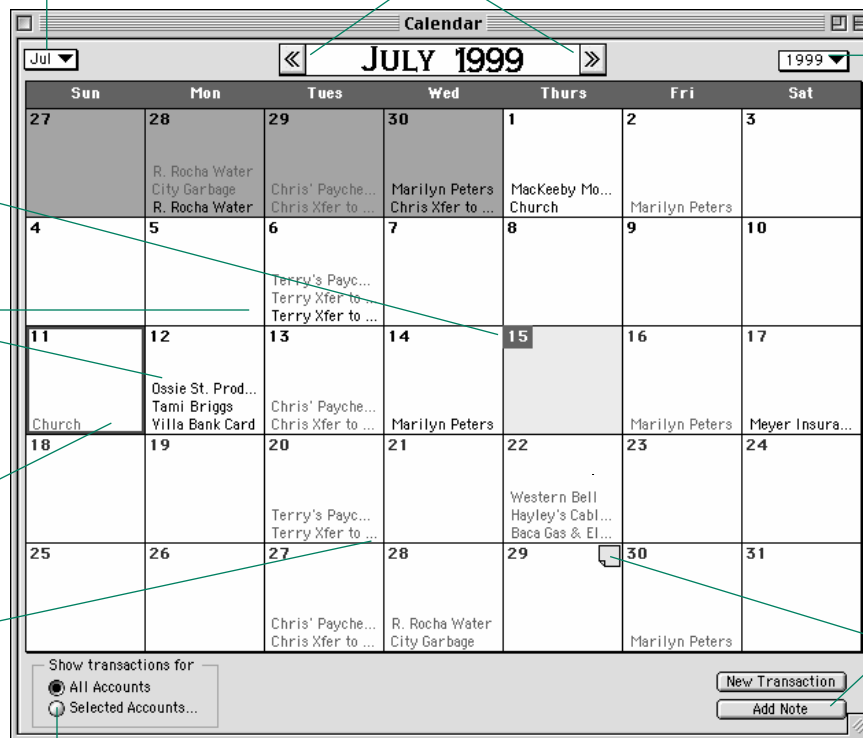 Calendar
Jul
«
JULY 1999
»
1999
Sun Mon Tues Wed Thurs Fri Sat
27 28 29 30 1 2 3
R. Rocha Water
City Garbage Chris' Payche... Marilyn Peters MacKeeby Mo...
R. Rocha Water Chris Xfer to ... Chris Xfer to ... Church Marilyn Peters
4 5 6 7 8 9 10
Terry's Payc...
Terry Xfer to ...
Terry Xfer to ...
11 12 13 14 15 16 17
Ossie St. Prod...
Tami Briggs Chris' Payche...
Church Villa Bank Card Chris Xfer to ... Marilyn Peters Marilyn Peters Meyer Insura...
18 19 20 21 22 23 24
Western Bell
Terry's Payc... Hayley's Cabl...
Terry Xfer to ... Baca Gas & El...
25 26 27 28 29 30 31
Chris' Payche... R. Rocha Water
Chris Xfer to ... City Garbage Marilyn Peters
Show transactions for
All Accounts
Selected Accounts...
New Transaction
Add Note